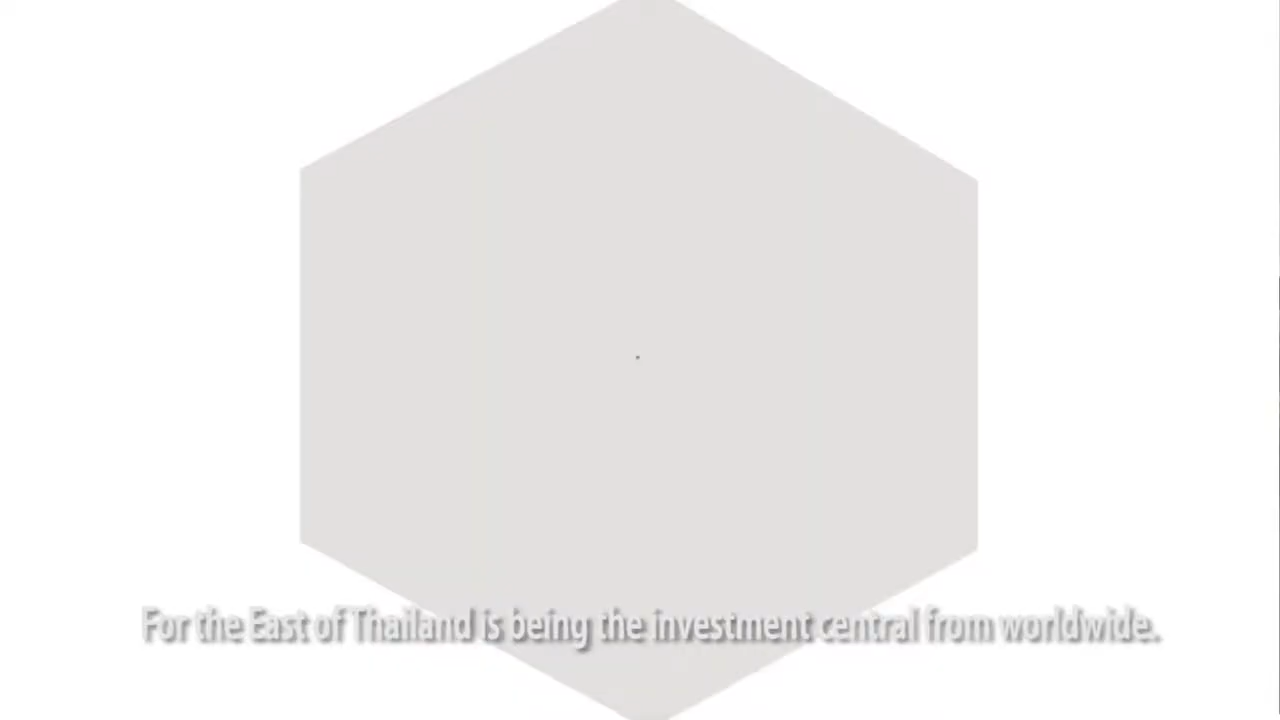 For the East of Thailand is being the investment central from worldwide.